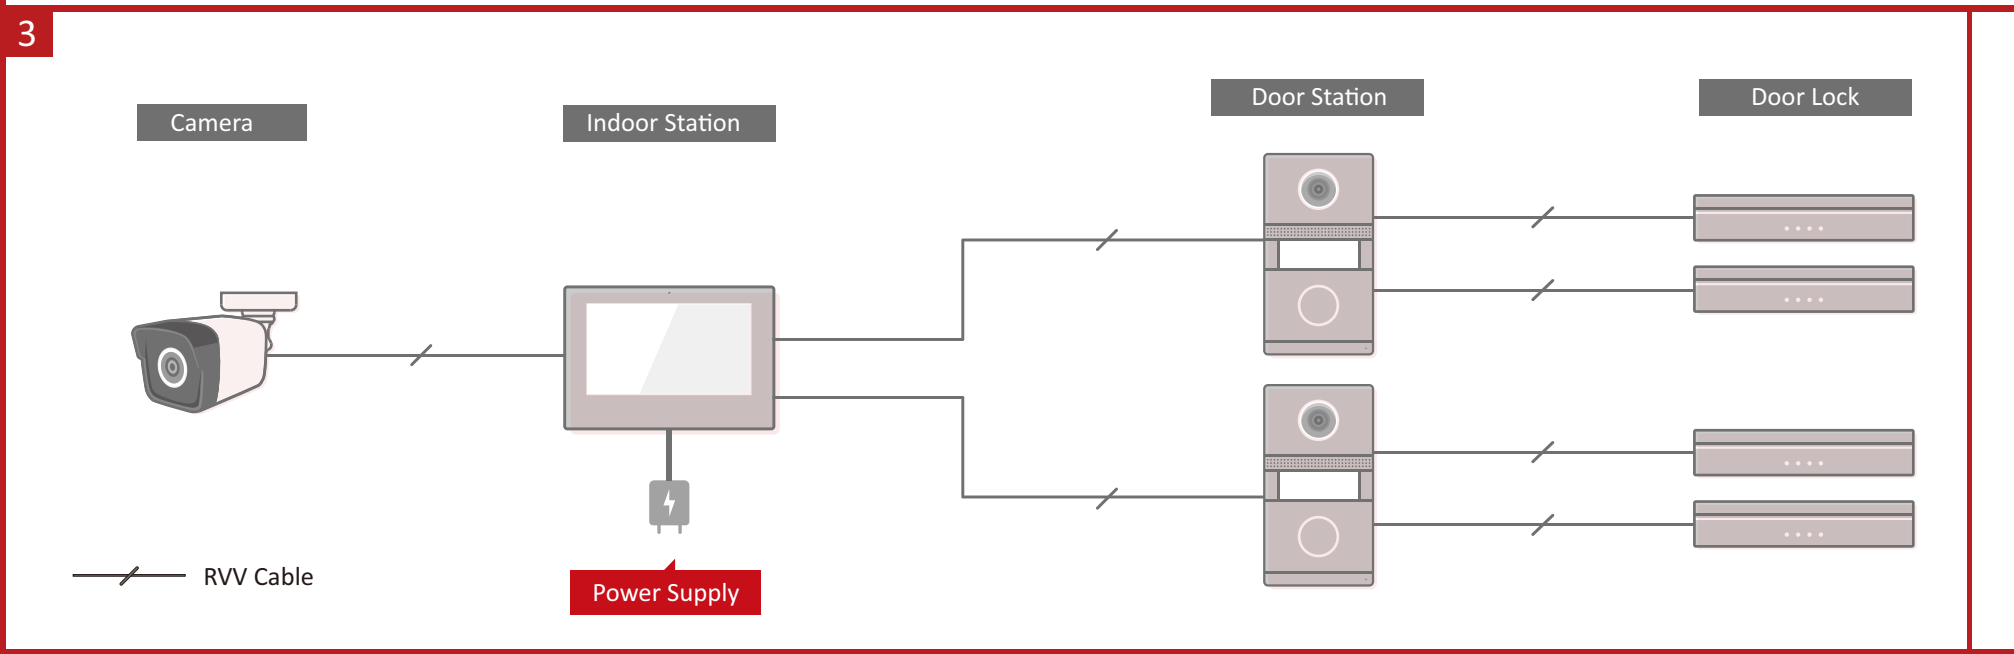 3
Camera
Indoor Station
Door Station
Door Lock
RVV Cable
Power Supply